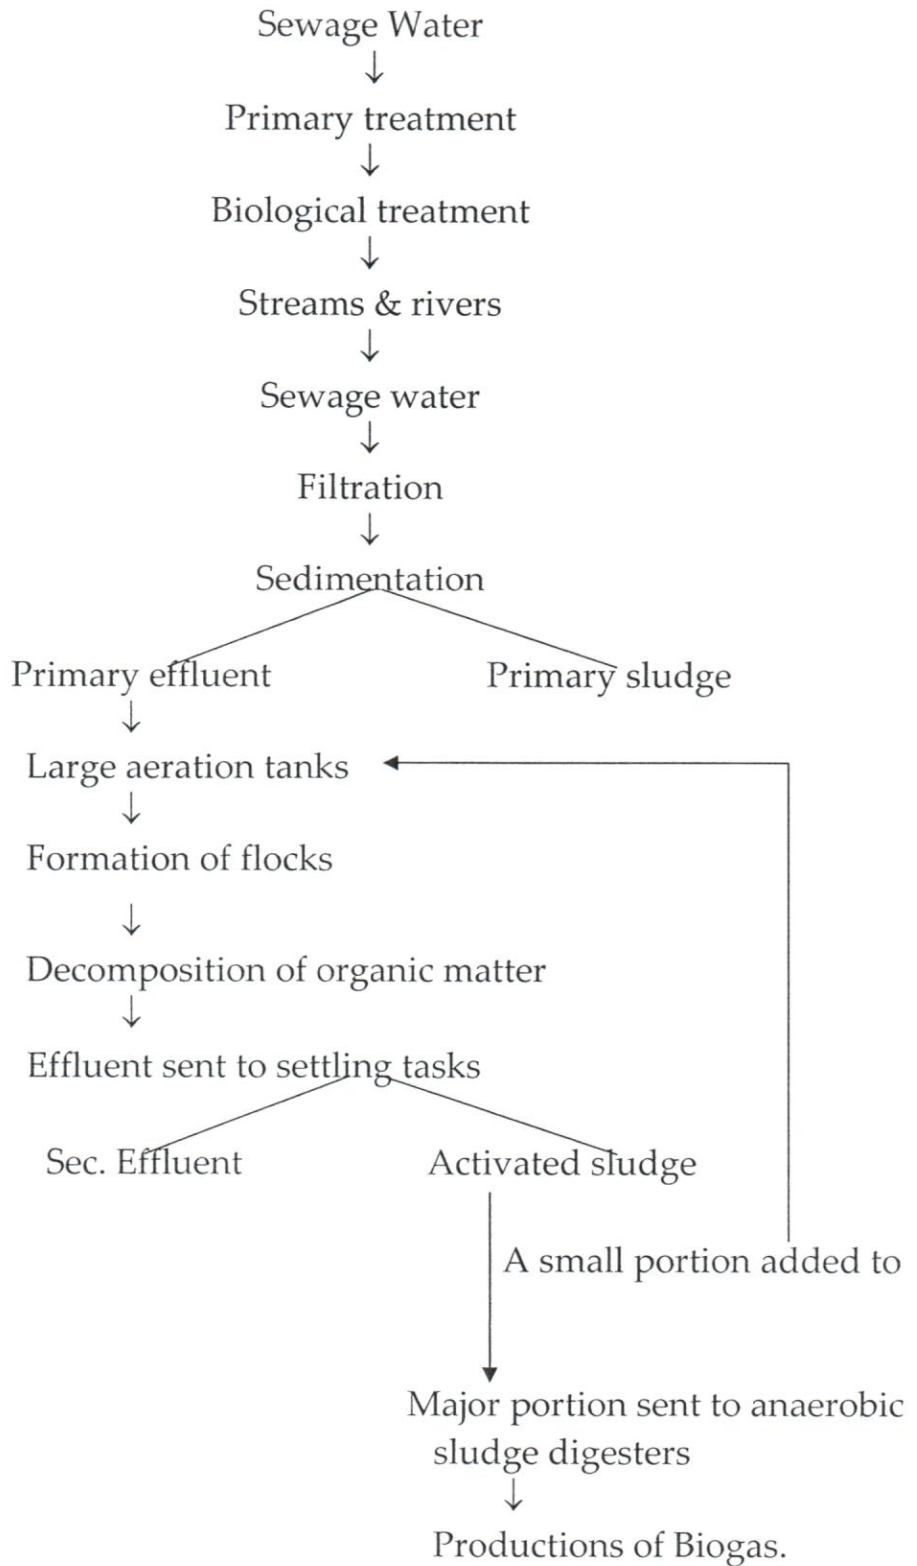 Sewage Water
Primary treatment
Biological treatment
Streams & rivers
Sewage water
Filtration
Sedimentation
Primary effluent
Primary sludge
Large aeration tanks
Formation of flocks
Decomposition of organic matter
Effluent sent to settling tasks
Sec. Effluent
Activated sludge
A small portion added to
Major portion sent to anaerobic
sludge digesters
Productions of Biogas.